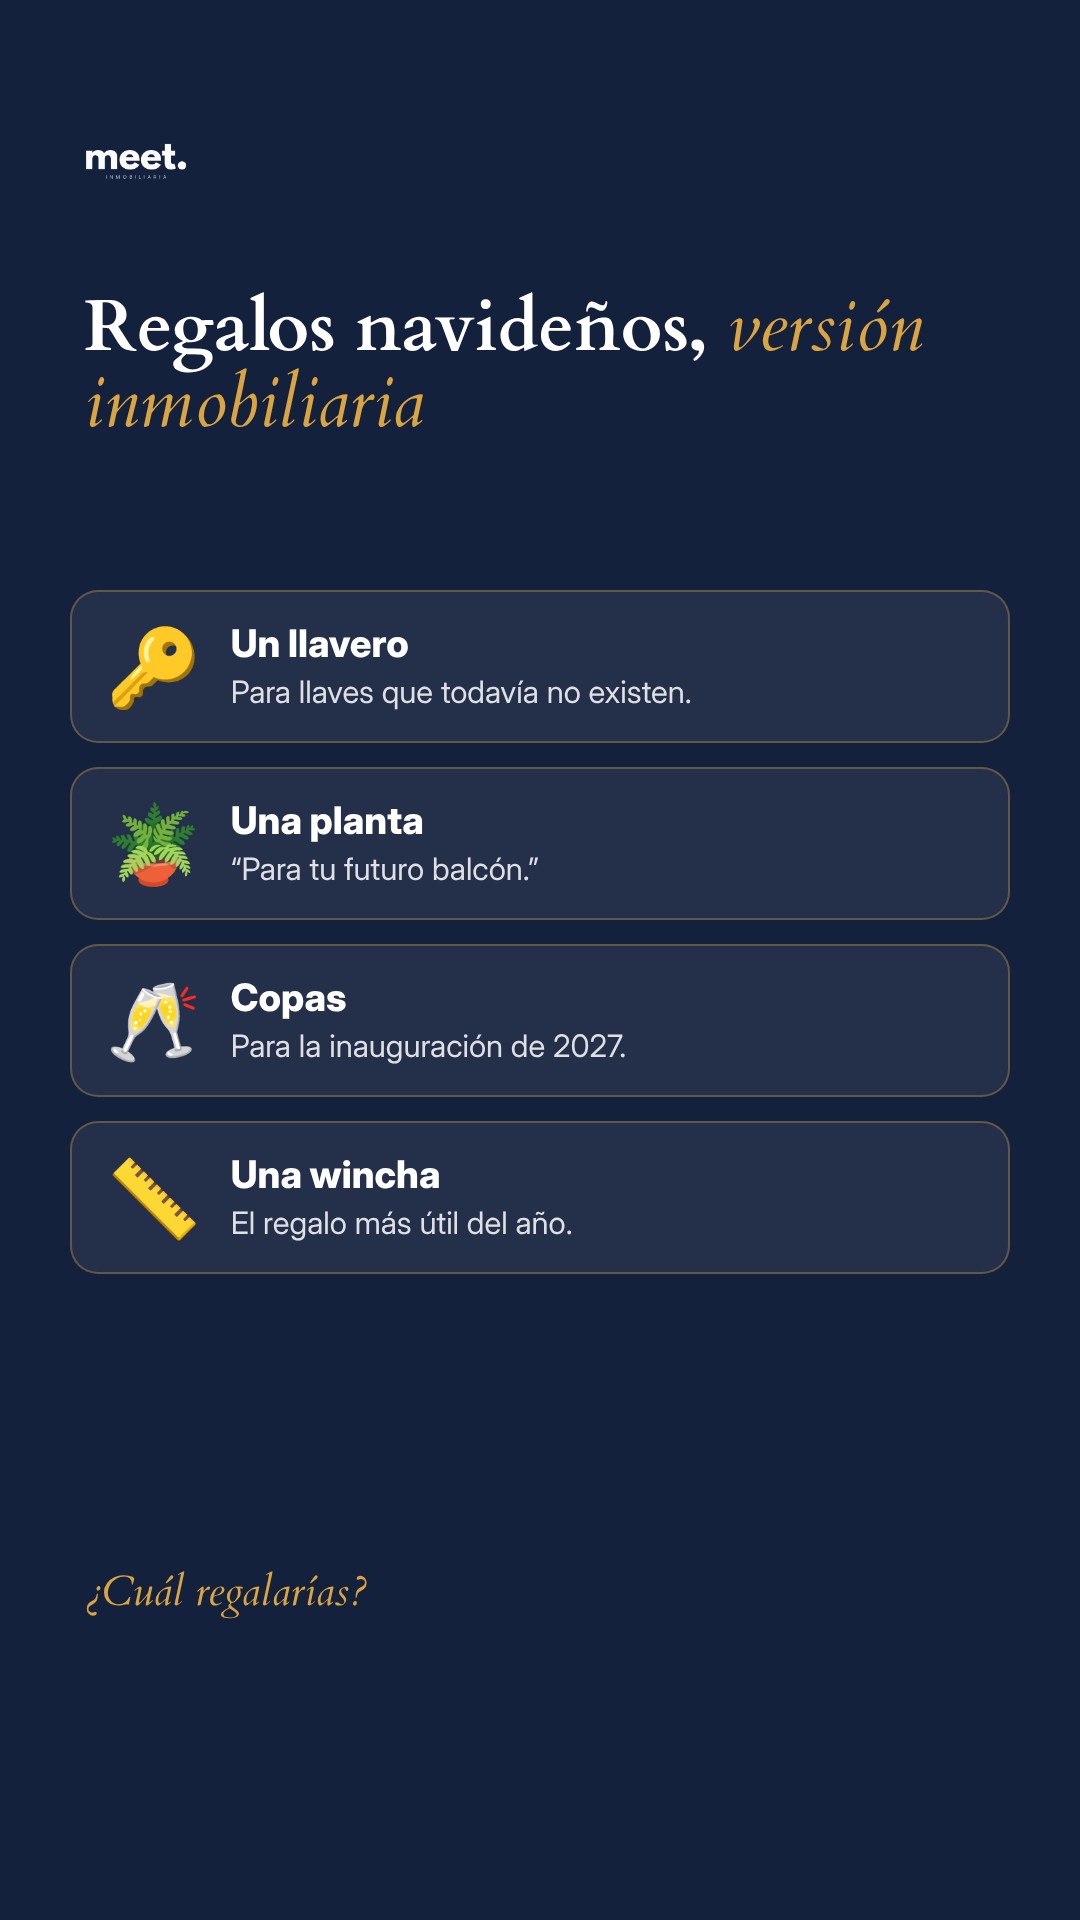 meet.
INMOBILIARIA
Regalos navideños, versión
inmobiliaria
Un llavero
Para llaves que todavía no existen.
Una planta
“Para tu futuro balcón.”
Copas
Para la inauguración de 2027.
Una wincha
El regalo más útil del año.
¿Cuál regalarías?